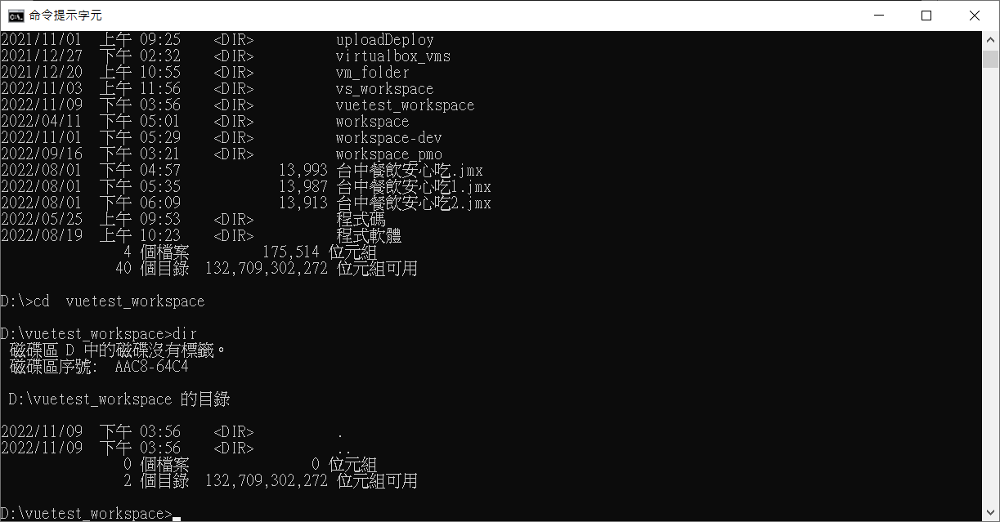 命令提示字元
2021/11/01  上午 09:25    <DIR>          uploadDeploy
2021/12/27  下午 02:32    <DIR>          virtualbox_vms
2021/12/20  上午 10:55    <DIR>          vm_folder
2022/11/03  上午 11:56    <DIR>          vs_workspace
2022/11/09  下午 03:56    <DIR>          vuetest_workspace
2022/04/11  下午 05:01    <DIR>          workspace
2022/11/01  下午 05:29    <DIR>          workspace-dev
2022/09/16  下午 03:21    <DIR>          workspace_pmo
2022/08/01  下午 04:57            13,993 台中餐飲安心吃.jmx
2022/08/01  下午 05:35            13,987 台中餐飲安心吃1.jmx
2022/08/01  下午 06:09            13,913 台中餐飲安心吃2.jmx
2022/05/25  上午 09:53    <DIR>          程式碼
2022/08/19  上午 10:23    <DIR>          程式軟體
               4 個檔案         175,514 位元組
              40 個目錄  132,709,302,272 位元組可用

D:\>cd  vuetest_workspace

D:\vuetest_workspace>dir
 磁碟區 D 中的磁碟沒有標籤。
 磁碟區序號:  AAC8-64C4

 D:\vuetest_workspace 的目錄

2022/11/09  下午 03:56    <DIR>          .
2022/11/09  下午 03:56    <DIR>          ..
               0 個檔案               0 位元組
               2 個目錄  132,709,302,272 位元組可用

D:\vuetest_workspace>